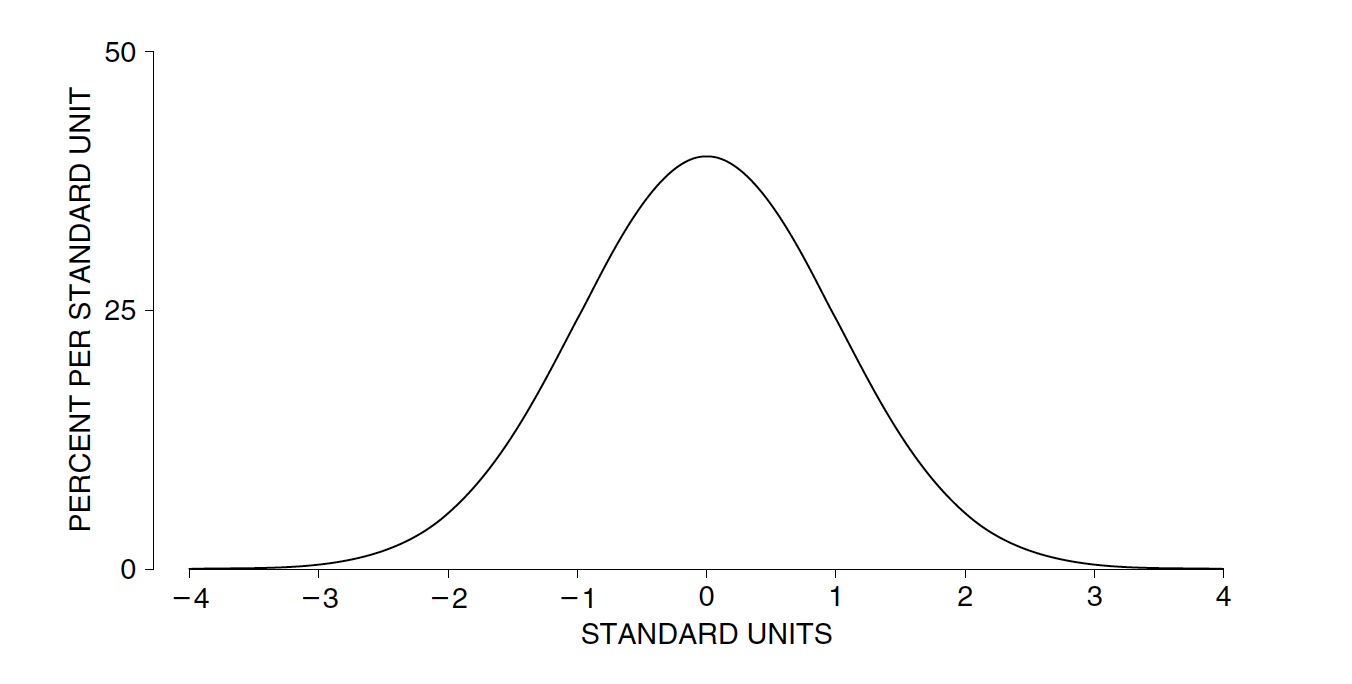 PERCENT PER STANDARD UNIT
50
25
0
−4 −3 −2 −1 0 1 2 3 4
STANDARD UNITS